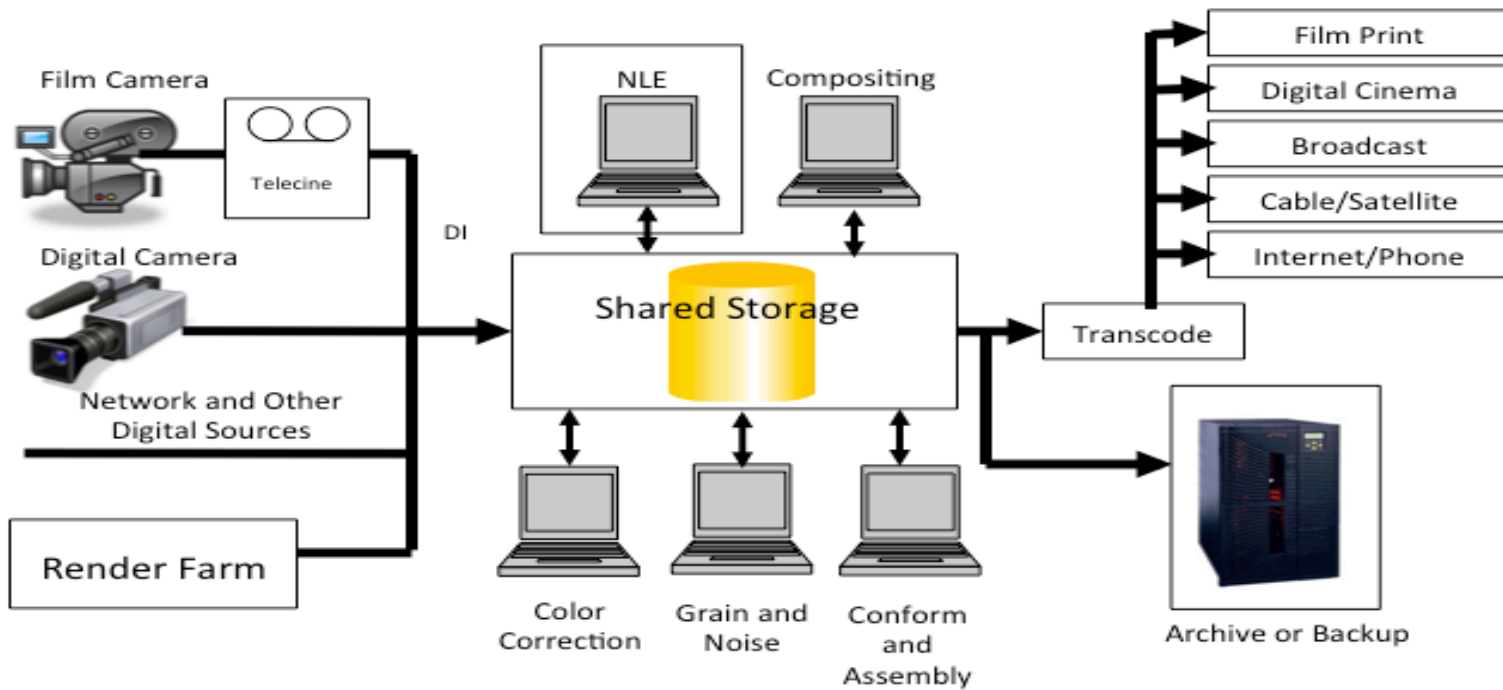 Film Camera
Telecine
DI
Digital Camera
Network and Other
Digital Sources
Render Farm
NLE
Compositing
Shared Storage
Color
Correction
Grain and
Noise
Conform
and
Assembly
Transcode
Film Print
Digital Cinema
Broadcast
Cable/Satellite
Internet/Phone
Archive or Backup